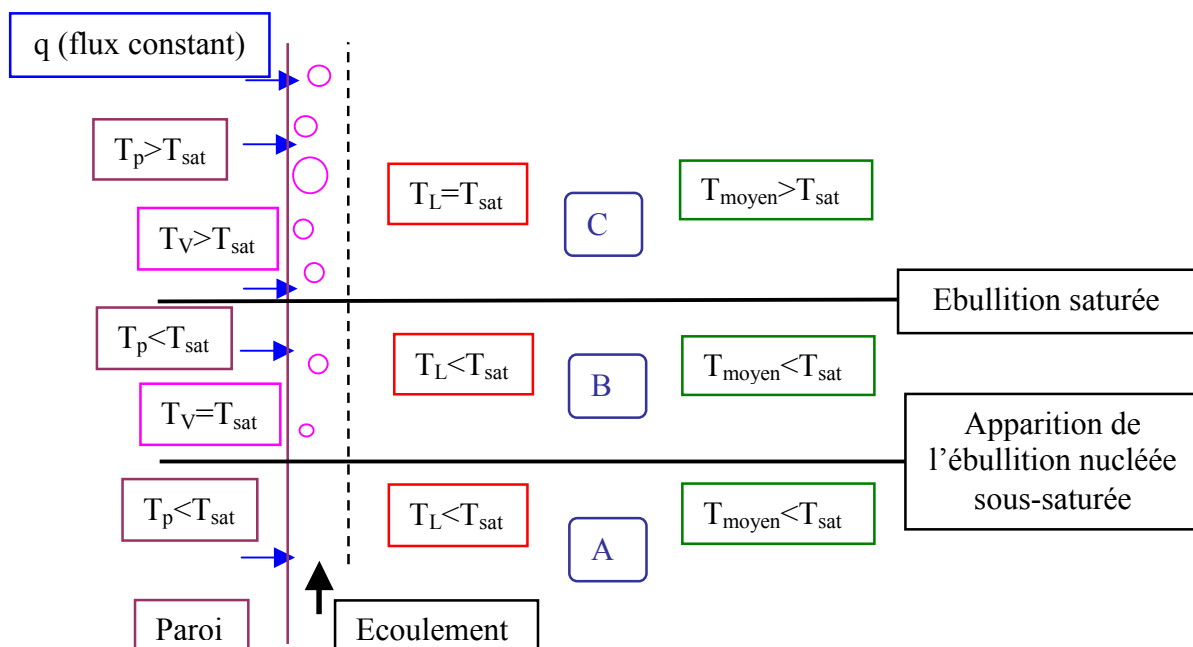 q (flux constant)
Tp>Tsat
TL=Tsat
Tmoyen>Tsat
C
TV>Tsat
Ebullition saturée
Tp<Tsat
TL<Tsat
B
Tmoyen<Tsat
TV=Tsat
Apparition de
l’ébullition nucléée
sous-saturée
Tp<Tsat
TL<Tsat
A
Tmoyen<Tsat
Paroi
Ecoulement